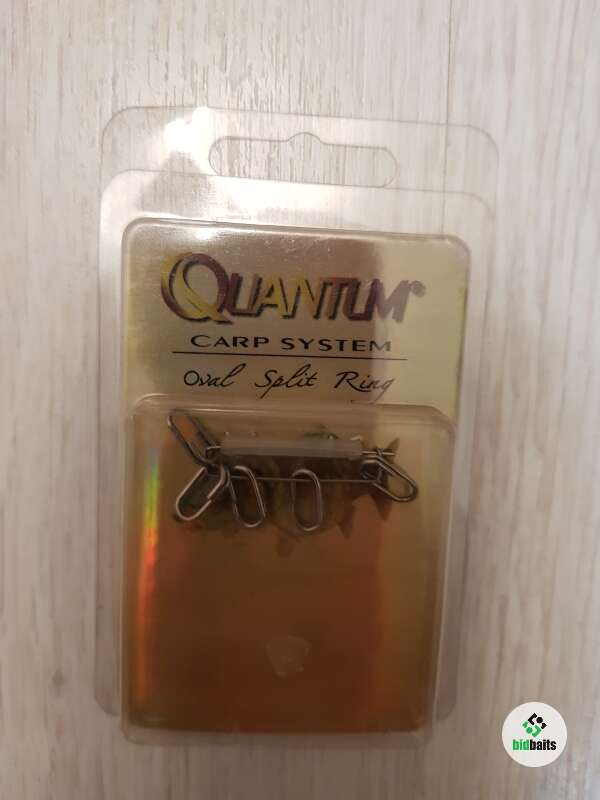 QUANTUM®
CARP SYSTEM
Oval Split Ring
bidbaits